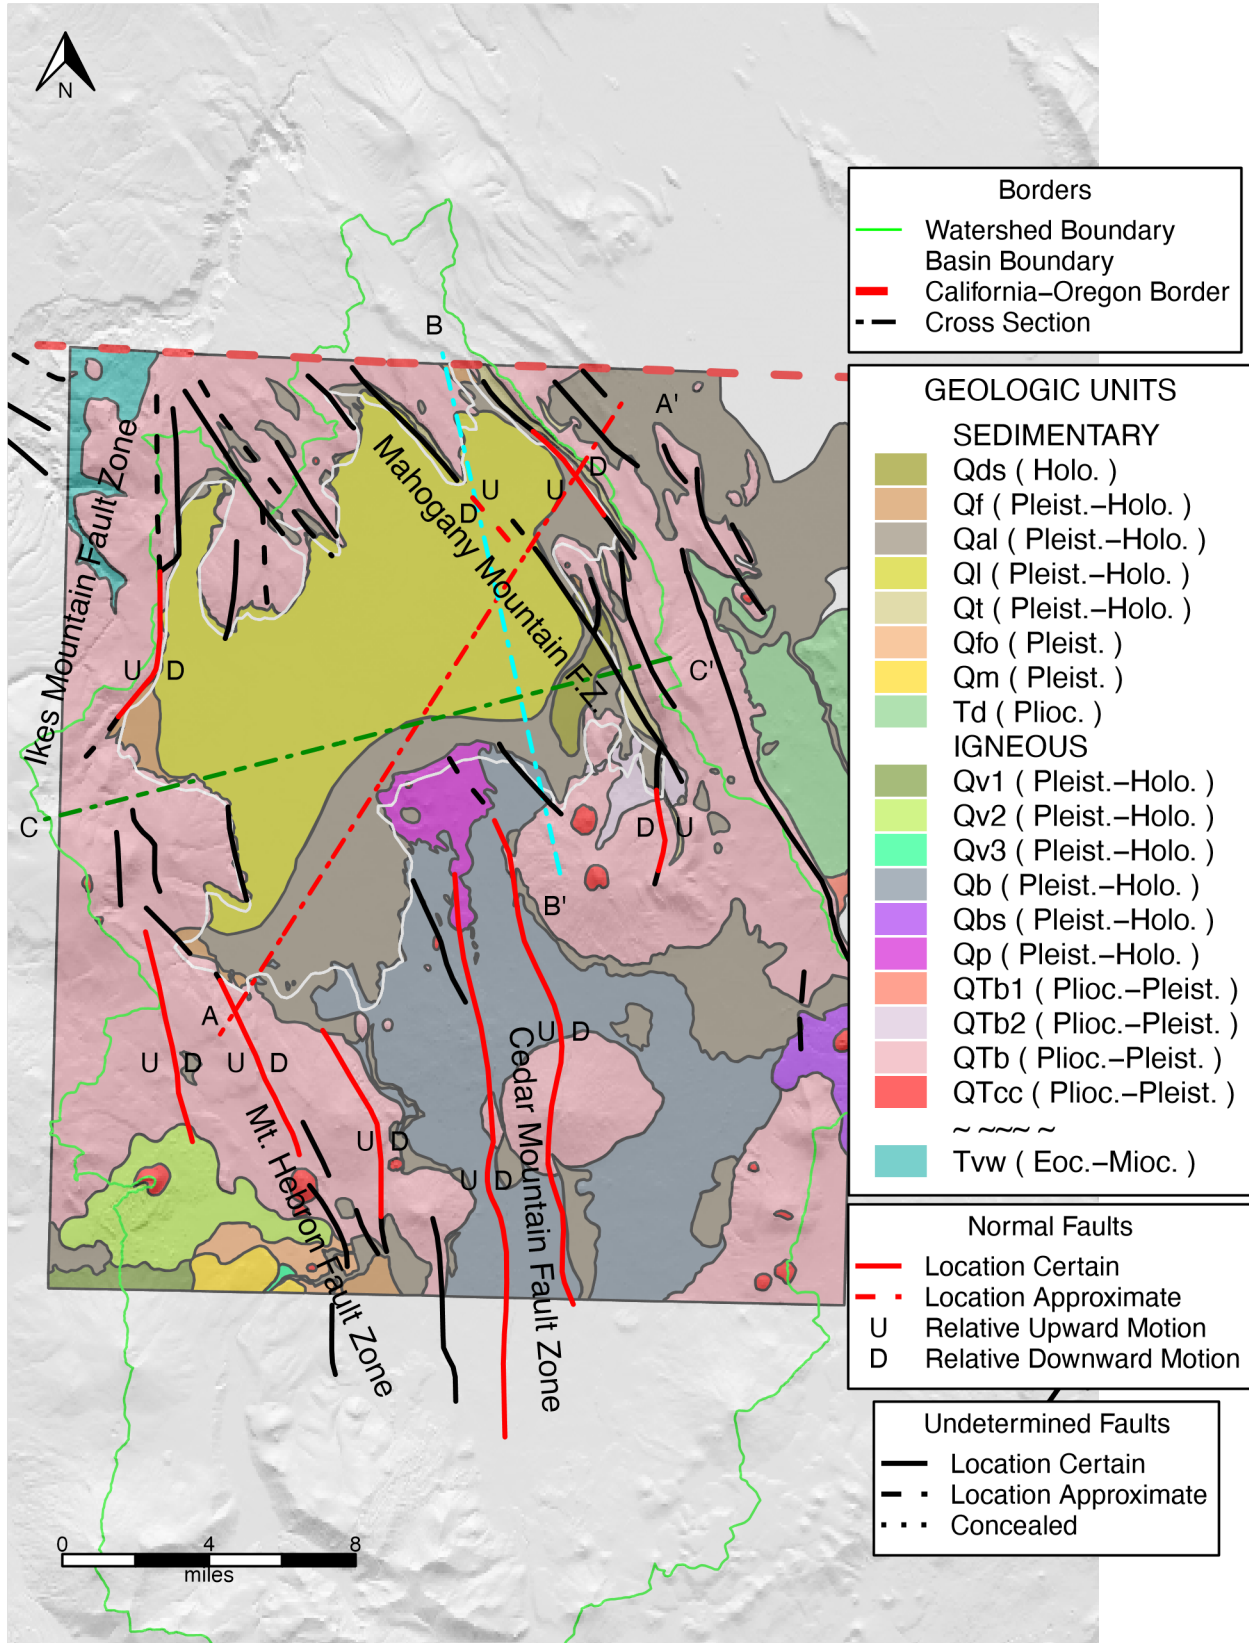 N
B
A'
D
U
U
D
Mahogany Mountain F.Z.
Ikes Mountain Fault Zone
U D
C'
C
D U
B'
A
U D
U D U D
Cedar Mountain Fault Zone
Mt. Hebron Fault Zone
U D
U D
0 4 8
miles
Borders
Watershed Boundary
Basin Boundary
California−Oregon Border
Cross Section
GEOLOGIC UNITS
SEDIMENTARY
Qds ( Holo. )
Qf ( Pleist.−Holo. )
Qal ( Pleist.−Holo. )
Ql ( Pleist.−Holo. )
Qt ( Pleist.−Holo. )
Qfo ( Pleist. )
Qm ( Pleist. )
Td ( Plioc. )
IGNEOUS
Qv1 ( Pleist.−Holo. )
Qv2 ( Pleist.−Holo. )
Qv3 ( Pleist.−Holo. )
Qb ( Pleist.−Holo. )
Qbs ( Pleist.−Holo. )
Qp ( Pleist.−Holo. )
QTb1 ( Plioc.−Pleist. )
QTb2 ( Plioc.−Pleist. )
QTb ( Plioc.−Pleist. )
QTcc ( Plioc.−Pleist. )
~ ~~~ ~
Tvw ( Eoc.−Mioc. )
Normal Faults
Location Certain
Location Approximate
U Relative Upward Motion
D Relative Downward Motion
Undetermined Faults
Location Certain
Location Approximate
Concealed